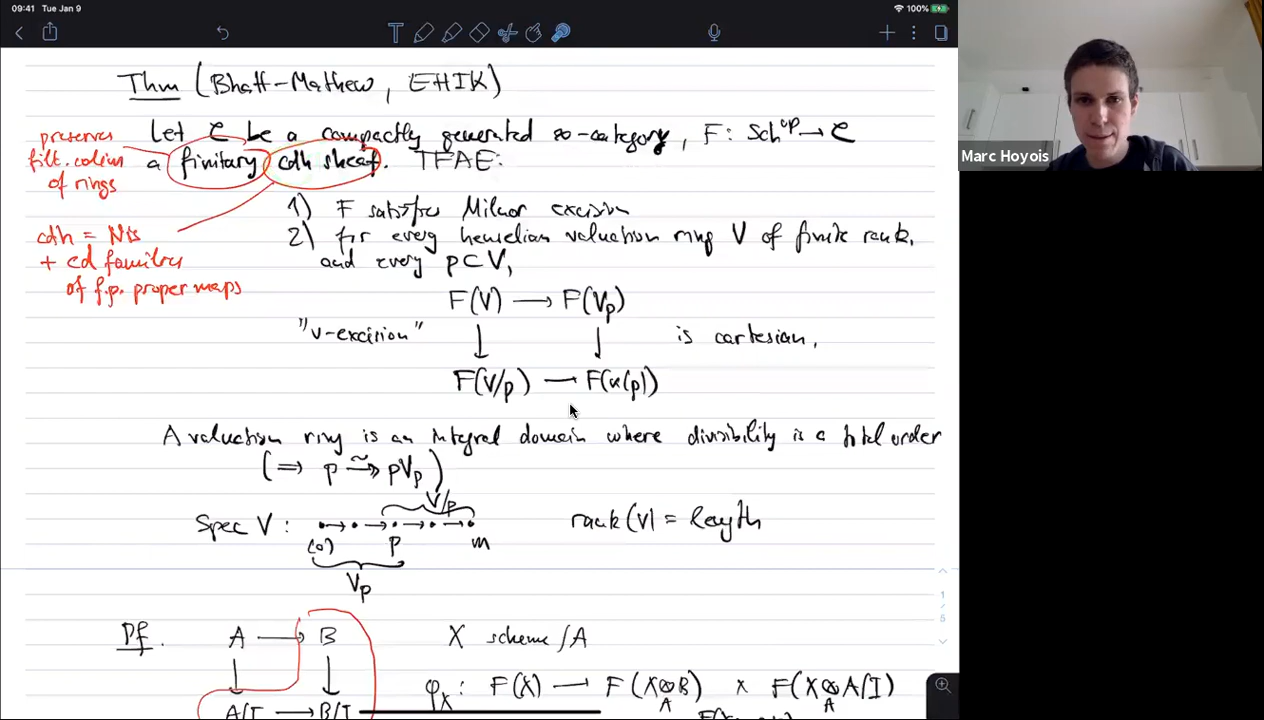 09:41 Tue Jan 9
100%
Thm (Bhatt-Mathew, EHIK)
Let C be a compactly generated ∞-category, F: Sch^op → C
a finitary cdh sheaf. TFAE:
preserves
filt. colim
of rings
cdh = Nis
+ cd families
of f.p. proper maps
1) F satisfies Milnor excision
2) for every henselian valuation ring V of finite rank,
and every p ⊂ V,
F(V) → F(V_p)
"v-excision" ↓ ↓ is cartesian,
F(V/p) → F(κ(p))
A valuation ring is an integral domain where divisibility is a total order
(⟹ p ⥲ pV_p)
V/p
Spec V: • → • → • → • → • rank(V) = length
(0) p m
V_p
Pf. A → B X scheme /A
↓ ↓
φ_X: F(X) → F(X⊗_A B) × F(X⊗_A A/I)
A/I → B/I
Marc Hoyois
1
/
5